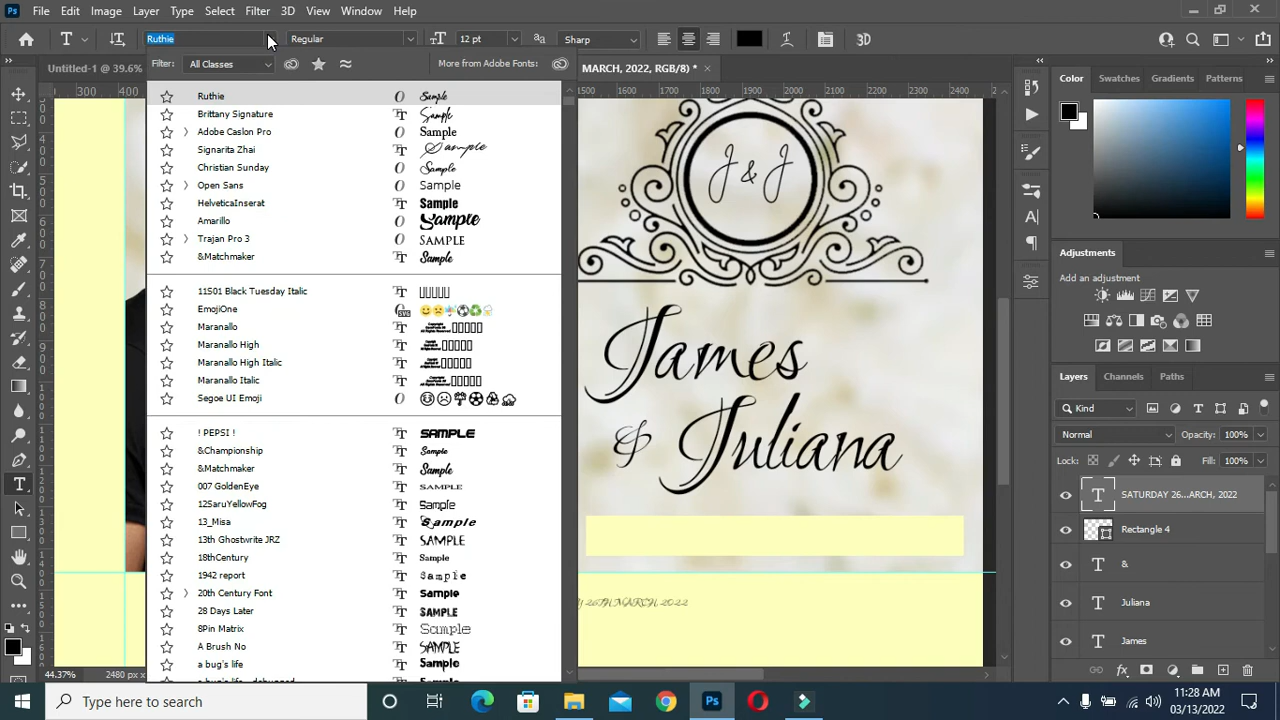 Ps File Edit Image Layer Type Select Filter 3D View Window Help
Ruthie Regular 12 pt Sharp 3D
Filter: All Classes More from Adobe Fonts:
Untitled-1 @ 39.6% MARCH, 2022, RGB/8) * ×
300 400 1500 1600 1700 1800 1900 2000 2100 2200 2300 2400
Ruthie Sample
Brittany Signature Sample
Adobe Caslon Pro Sample
Signarita Zhai Sample
Christian Sunday Sample
Open Sans Sample
HelveticaInserat Sample
Amarillo Sample
Trajan Pro 3 SAMPLE
&Matchmaker Sample
11S01 Black Tuesday Italic
EmojiOne
Maranallo
Maranallo High
Maranallo High Italic
Maranallo Italic
Segoe UI Emoji
! PEPSI ! SAMPLE
&Championship Sample
&Matchmaker Sample
007 GoldenEye SAMPLE
12SaruYellowFog Sample
13_Misa Sample
13th Ghostwrite JRZ SAMPLE
18thCentury Sample
1942 report Sample
20th Century Font Sample
28 Days Later SAMPLE
8Pin Matrix Sample
A Brush No SAMPLE
a bug's life Sample
a bug's life - debugged
J & J
James
& Juliana
Y 26TH MARCH, 2022
Color Swatches Gradients Patterns
Adjustments
Add an adjustment
Layers Channels Paths
Kind
Normal Opacity: 100%
Lock: Fill: 100%
SATURDAY 26...ARCH, 2022
Rectangle 4
&
Juliana
James
44.37% 2480 px
Type here to search
11:28 AM
03/13/2022